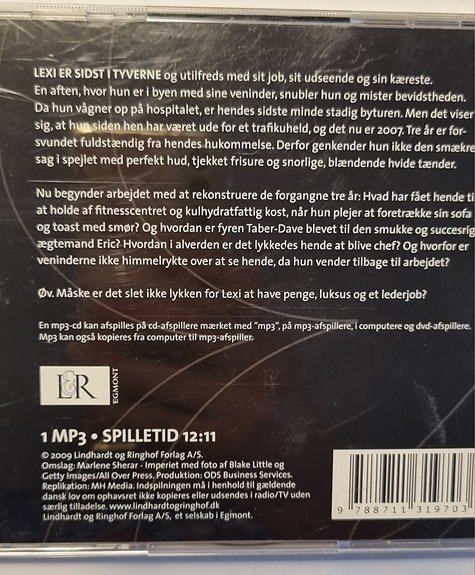 LEXI ER SIDST I TYVERNE og utilfreds med sit job, sit udseende og sin kæreste.
En aften, hvor hun er i byen med sine veninder, snubler hun og mister bevidstheden.
Da hun vågner op på hospitalet, er hendes sidste minde stadig byturen. Men det viser
sig, at hun siden hen har været ude for et trafikuheld, og det nu er 2007. Tre år er for-
svundet fuldstændig fra hendes hukommelse. Derfor genkender hun ikke den smækre
sag i spejlet med perfekt hud, tjekket frisure og snorlige, blændende hvide tænder.
Nu begynder arbejdet med at rekonstruere de forgangne tre år: Hvad har fået hende ti
at holde af fitnesscentret og kulhydratfattig kost, når hun plejer at foretrække sin sofa
og toast med smør? Og hvordan er fyren Taber-Dave blevet til den smukke og succesrig
ægtemand Eric? Hvordan i alverden er det lykkedes hende at blive chef? Og hvorfor er
veninderne ikke himmelrykte over at se hende, da hun vender tilbage til arbejdet?
Øv. Måske er det slet ikke lykken for Lexi at have penge, luksus og et lederjob?
En mp3-cd kan afspilles på cd-afspillere mærket med "mp3", på mp3-afspillere, i computere og dvd-afspillere.
Mp3 kan også kopieres fra computer til mp3-afspiller.
L&R
EGMONT
1 MP3 • SPILLETID 12:11
© 2009 Lindhardt og Ringhof Forlag A/S.
Omslag: Marlene Sherar - Imperiet med foto af Blake Little og
Getty Images/All Over Press. Produktion: ODS Business Services.
Replikation: MH Media. Indspilningen må i henhold til gældende
dansk lov om ophavsret ikke kopieres eller udsendes i radio/TV uden
særlig tilladelse. www.lindhardtogringhof.dk
Lindhardt og Ringhof Forlag A/S, et selskab i Egmont.
9 788711 319703